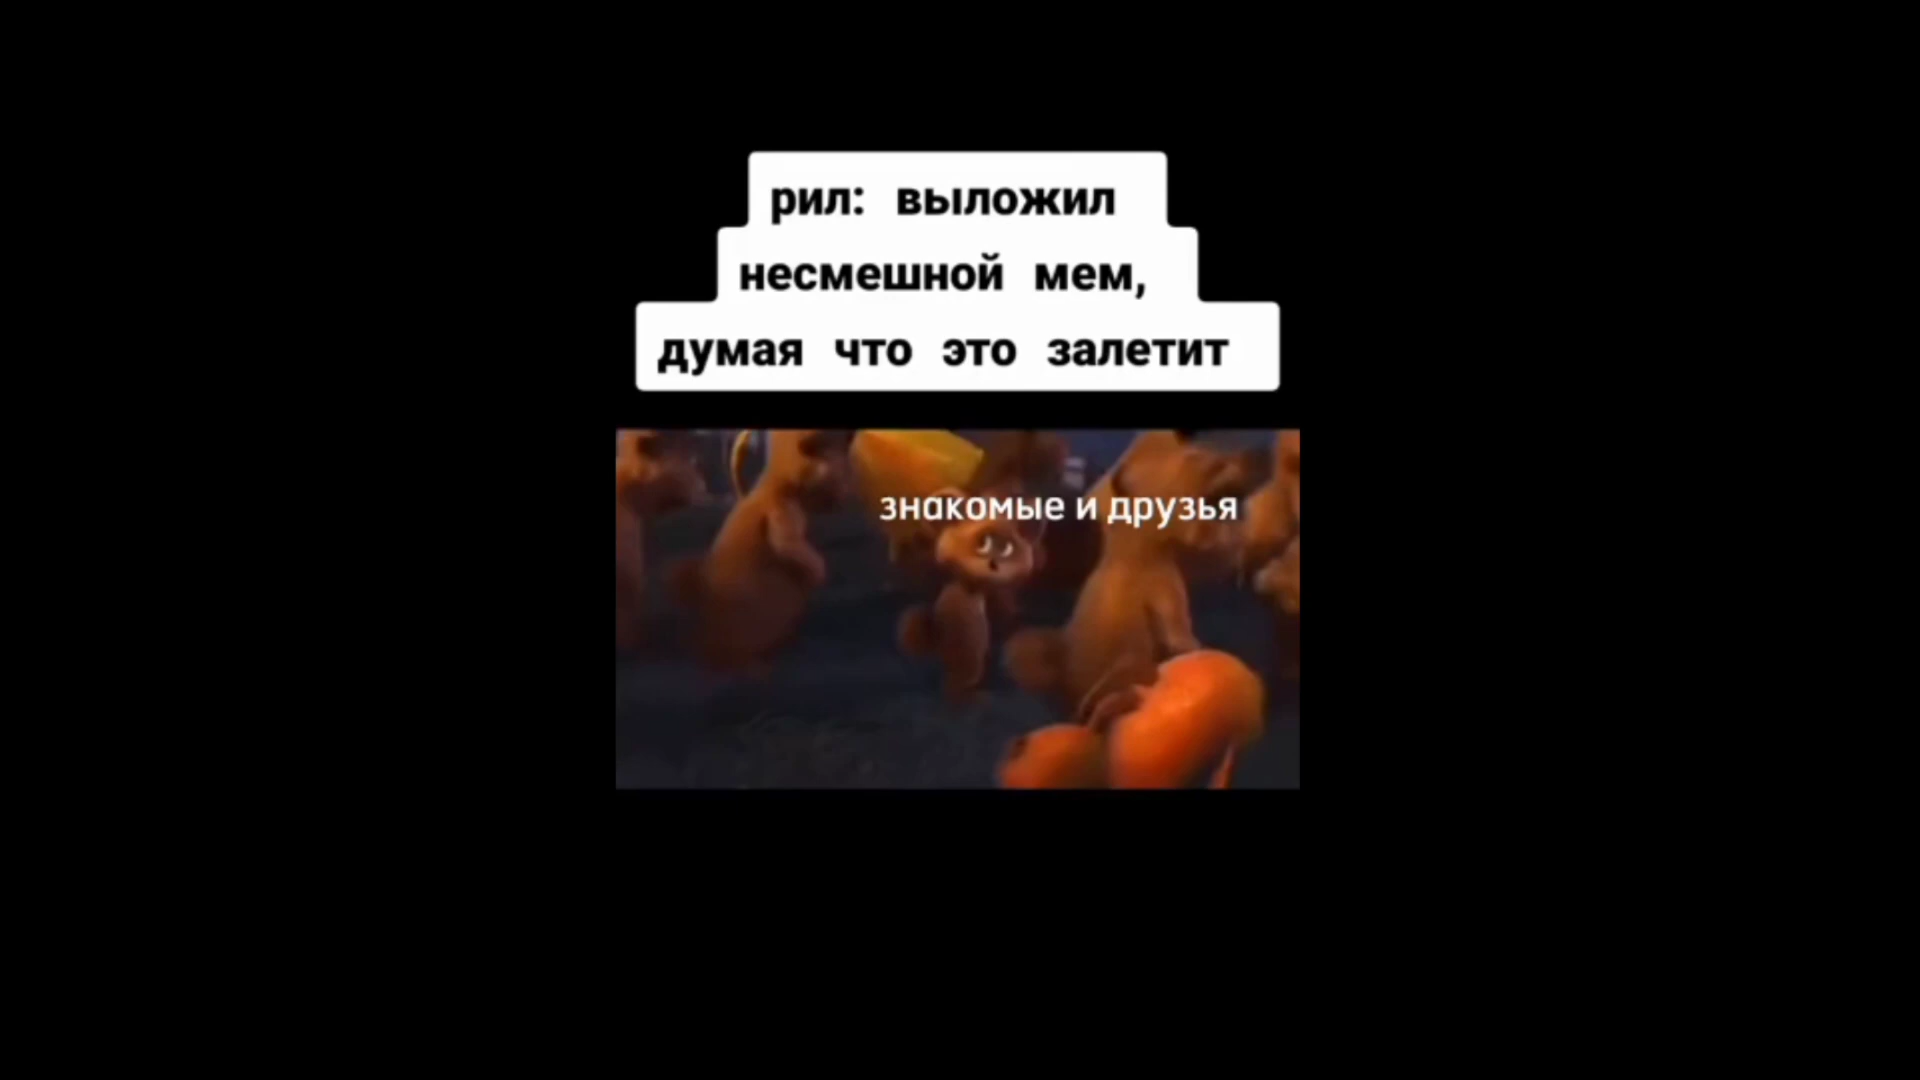 рил: выложил
несмешной мем,
думая что это залетит
знакомые и друзья